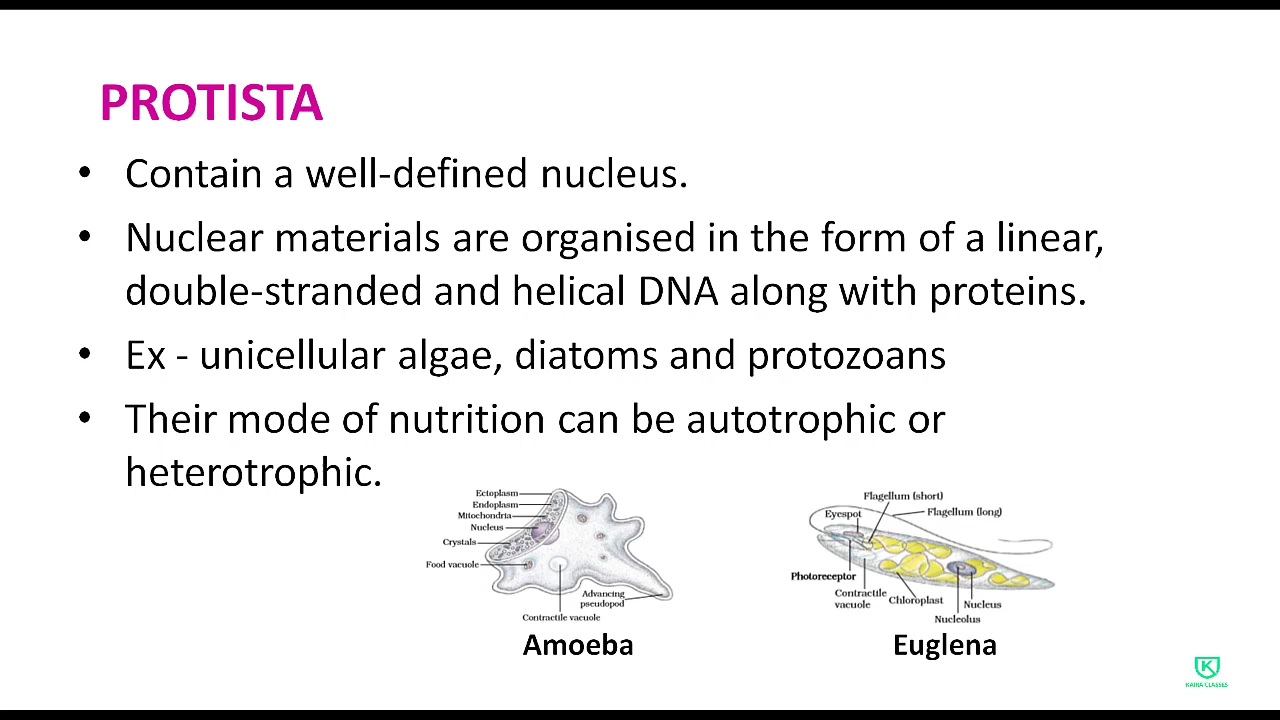 PROTISTA
• Contain a well-defined nucleus.
• Nuclear materials are organised in the form of a linear,
double-stranded and helical DNA along with proteins.
• Ex - unicellular algae, diatoms and protozoans
• Their mode of nutrition can be autotrophic or
heterotrophic.
Ectoplasm
Endoplasm
Mitochondria
Nucleus
Crystals
Food vacuole
Advancing
pseudopod
Contractile vacuole
Amoeba
Flagellum (short)
Flagellum (long)
Eyespot
Photoreceptor
Contractile
vacuole
Chloroplast
Nucleus
Nucleolus
Euglena
K
KAIRA CLASSES